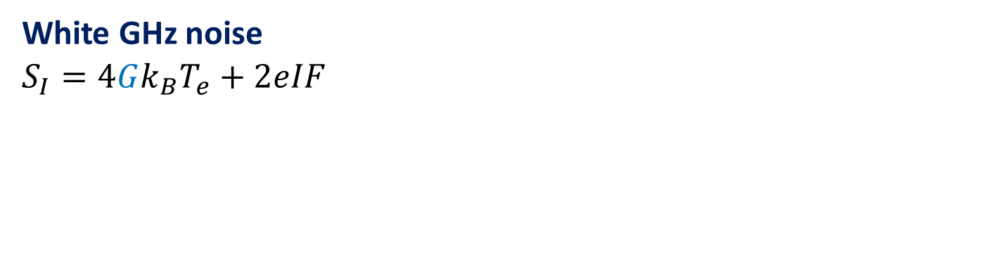 White GHz noise
S_I = 4Gk_BT_e + 2eIF